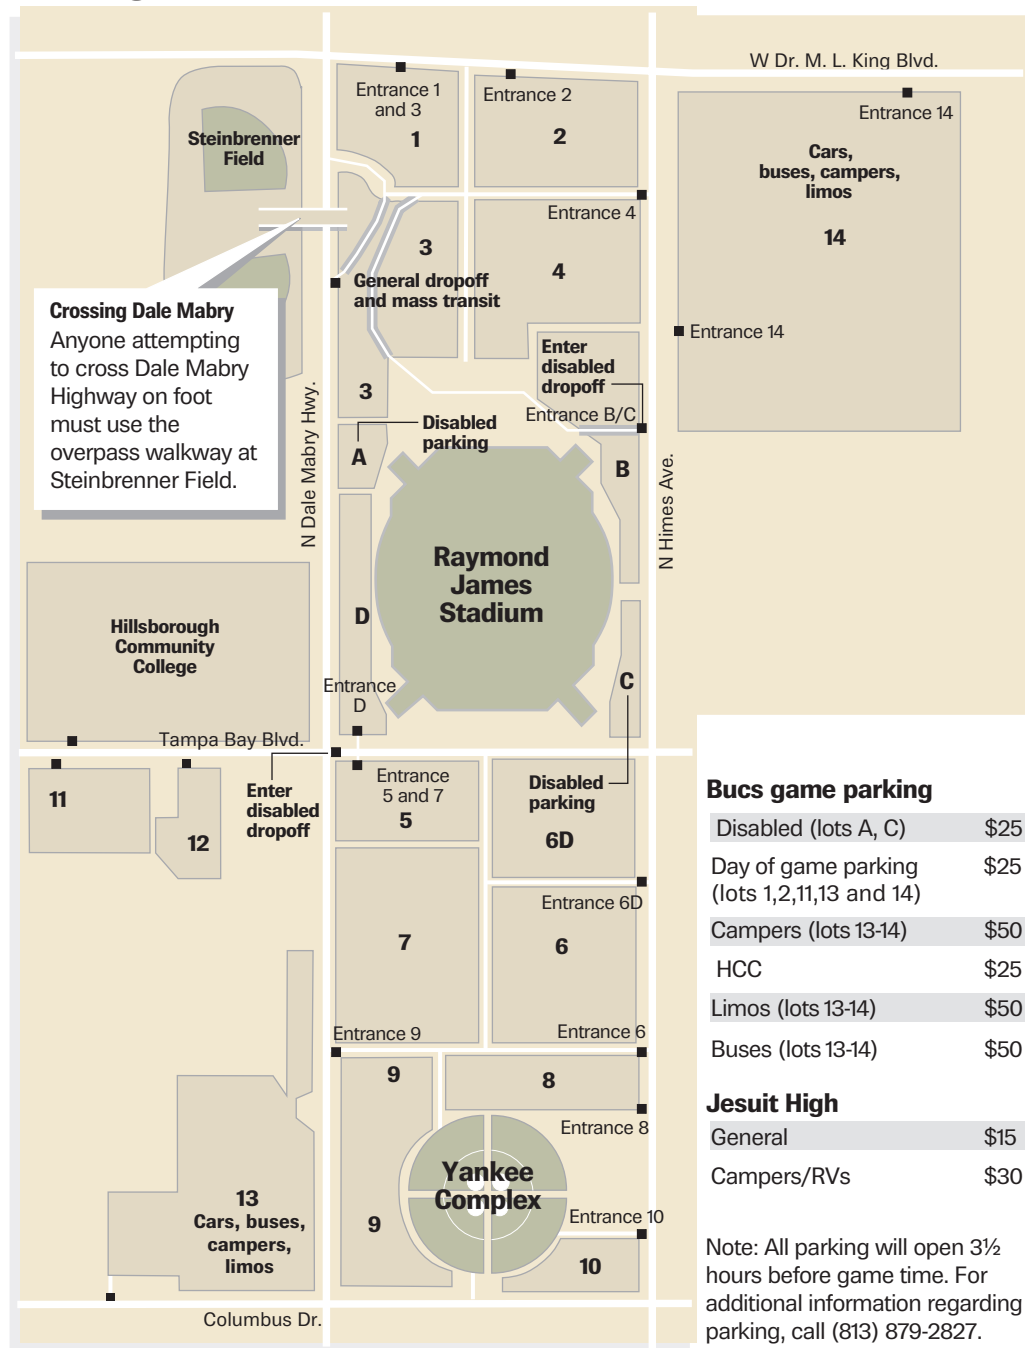 W Dr. M. L. King Blvd.
Entrance 1
and 3
1
Entrance 2
2
Entrance 14
Cars,
buses, campers,
limos
14
Entrance 14
Steinbrenner
Field
Entrance 4
3
4
General dropoff
and mass transit
Crossing Dale Mabry
Anyone attempting
to cross Dale Mabry
Highway on foot
must use the
overpass walkway at
Steinbrenner Field.
N Dale Mabry Hwy.
3
Enter
disabled
dropoff
Entrance B/C
Disabled
parking
A
B
N Himes Ave.
Raymond
James
Stadium
D
Hillsborough
Community
College
C
Entrance
D
Tampa Bay Blvd.
11
12
Enter
disabled
dropoff
Entrance
5 and 7
5
Disabled
parking
6D
Entrance 6D
7
6
Entrance 9
Entrance 6
9
8
Entrance 8
Yankee
Complex
9
Entrance 10
10
13
Cars, buses,
campers,
limos
Columbus Dr.
Bucs game parking
Disabled (lots A, C) $25
Day of game parking $25
(lots 1,2,11,13 and 14)
Campers (lots 13-14) $50
HCC $25
Limos (lots 13-14) $50
Buses (lots 13-14) $50
Jesuit High
General $15
Campers/RVs $30
Note: All parking will open 3½
hours before game time. For
additional information regarding
parking, call (813) 879-2827.